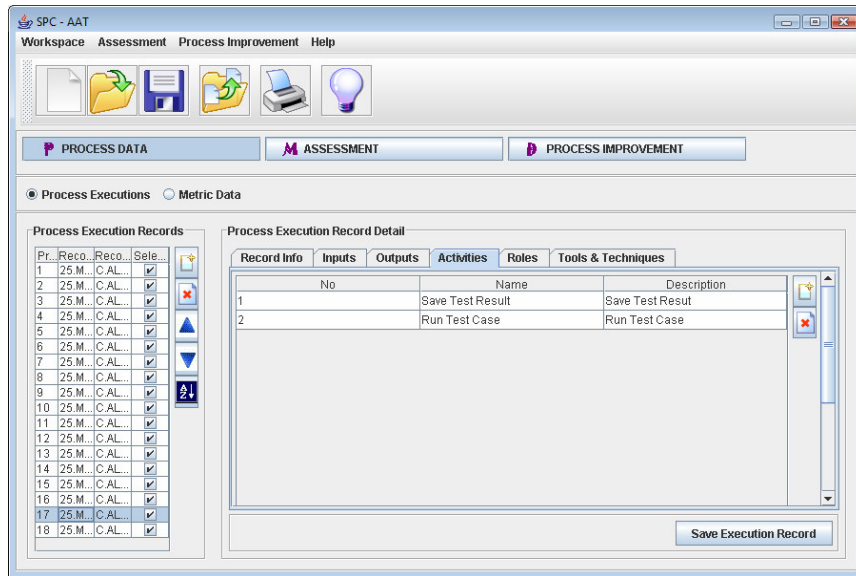 SPC - AAT
Workspace Assessment Process Improvement Help
P PROCESS DATA M ASSESSMENT D PROCESS IMPROVEMENT
Process Executions Metric Data
Process Execution Records Process Execution Record Detail
Record Info Inputs Outputs Activities Roles Tools & Techniques
Pr... Reco... Reco... Sele...
No Name Description
1 25.M... C.AL...
2 25.M... C.AL...
3 25.M... C.AL...
4 25.M... C.AL...
5 25.M... C.AL...
6 25.M... C.AL...
7 25.M... C.AL...
8 25.M... C.AL...
9 25.M... C.AL...
10 25.M... C.AL...
11 25.M... C.AL...
12 25.M... C.AL...
13 25.M... C.AL...
14 25.M... C.AL...
15 25.M... C.AL...
16 25.M... C.AL...
17 25.M... C.AL...
18 25.M... C.AL...
A
Z
1 Save Test Result Save Test Resut
2 Run Test Case Run Test Case
Save Execution Record